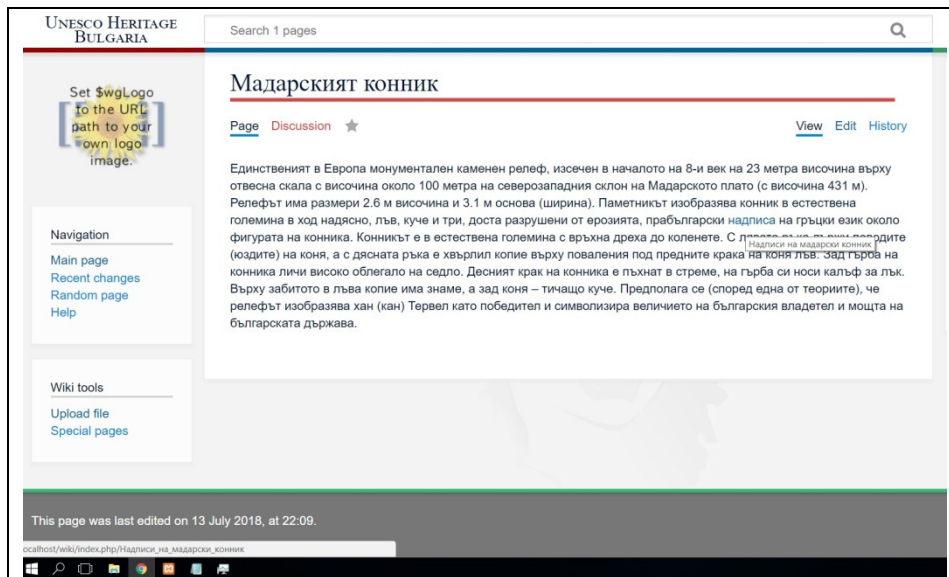 UNESCO HERITAGE
BULGARIA
Search 1 pages
Set $wgLogo
to the URL
path to your
own logo
image.
Мадарският конник
Page Discussion
View Edit History
Единственият в Европа монументален каменен релеф, изсечен в началото на 8-и век на 23 метра височина върху
отвесна скала с височина около 100 метра на северозападния склон на Мадарското плато (с височина 431 м).
Релефът има размери 2.6 м височина и 3.1 м основа (ширина). Паметникът изобразява конник в естествена
големина в ход надясно, лъв, куче и три, доста разрушени от ерозията, прабългарски надписа на гръцки език около
фигурата на конника. Конникът е в естествена големина с връхна дреха до коленете. С
Надписи на мадарски конник
(юздите) на коня, а с дясната ръка е хвърлил копие върху поваления под предните крака на коня лъв. Зад гърба на
конника личи високо облегало на седло. Десният крак на конника е пъхнат в стреме, на гърба си носи калъф за лък.
Върху забитото в лъва копие има знаме, а зад коня – тичащо куче. Предполага се (според една от теориите), че
релефът изобразява хан (кан) Тервел като победител и символизира величието на българския владетел и мощта на
българската държава.
Navigation
Main page
Recent changes
Random page
Help
Wiki tools
Upload file
Special pages
This page was last edited on 13 July 2018, at 22:09.
ocalhost/wiki/index.php/Надписи_на_мадарски_конник